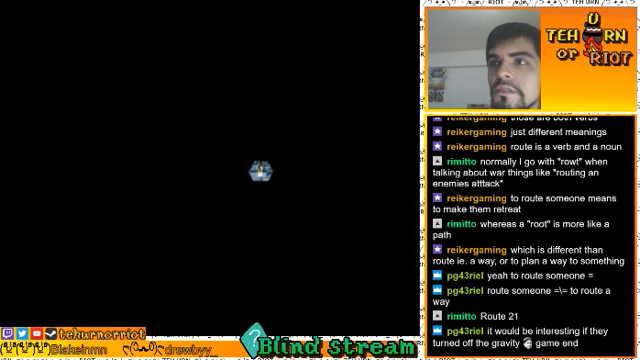 TEH URN
or RIOT
reikergaming those are both verbs
reikergaming just different meanings
reikergaming route is a verb and a noun
rimitto normally I go with "rowt" when
talking about war things like "routing an
enemies atttack"
reikergaming to route someone means
to make them retreat
rimitto whereas a "root" is more like a
path
reikergaming which is different than
route ie. a way, or to plan a way to something
pg43riel yeah to route someone =
pg43riel route someone =\= to route a
way
rimitto Route 21
pg43riel it would be interesting if they
turned off the gravity game end
tehurnorriot
Blakeinmn
drewbyy_
? Blind Stream